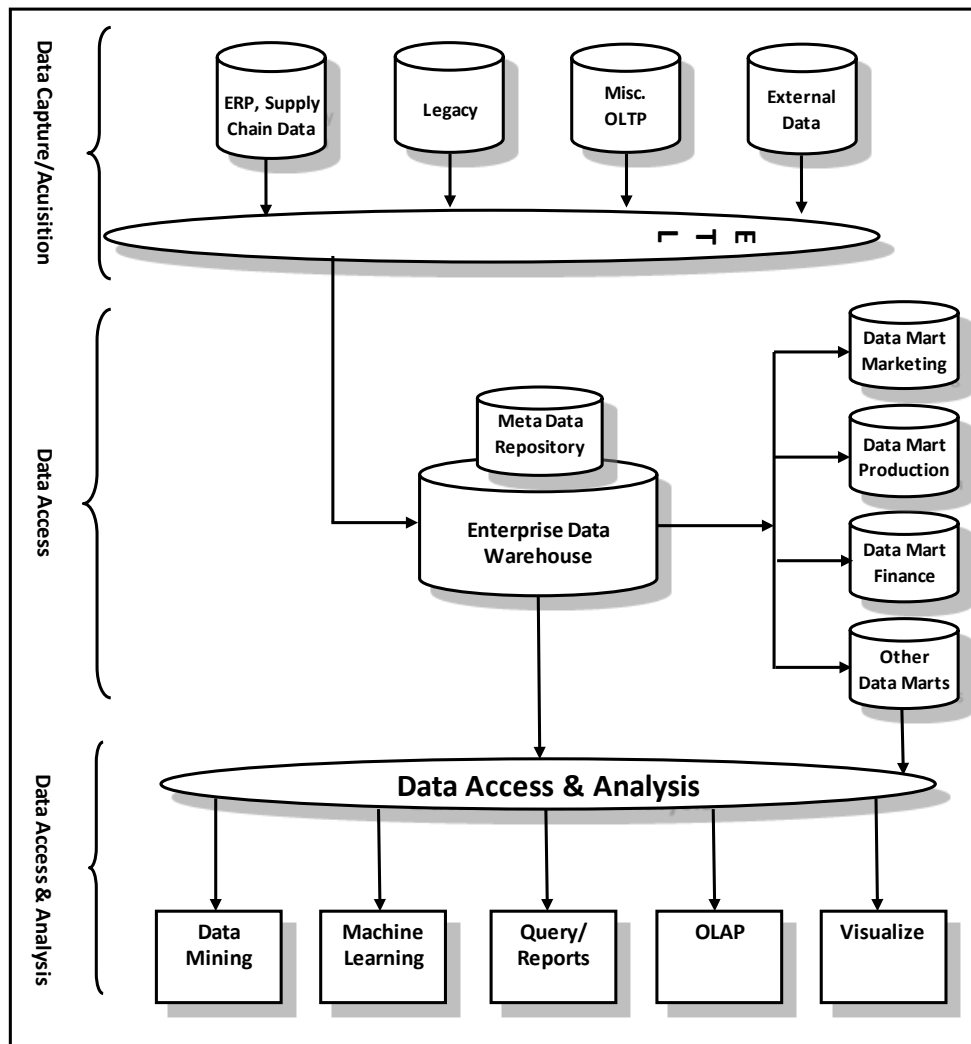 Data Capture/Acuisition
ERP, Supply
Chain Data
Legacy
Misc.
OLTP
External
Data
E
T
L
Data Access
Meta Data
Repository
Enterprise Data
Warehouse
Data Mart
Marketing
Data Mart
Production
Data Mart
Finance
Other
Data Marts
Data Access & Analysis
Data Access & Analysis
Data
Mining
Machine
Learning
Query/
Reports
OLAP
Visualize